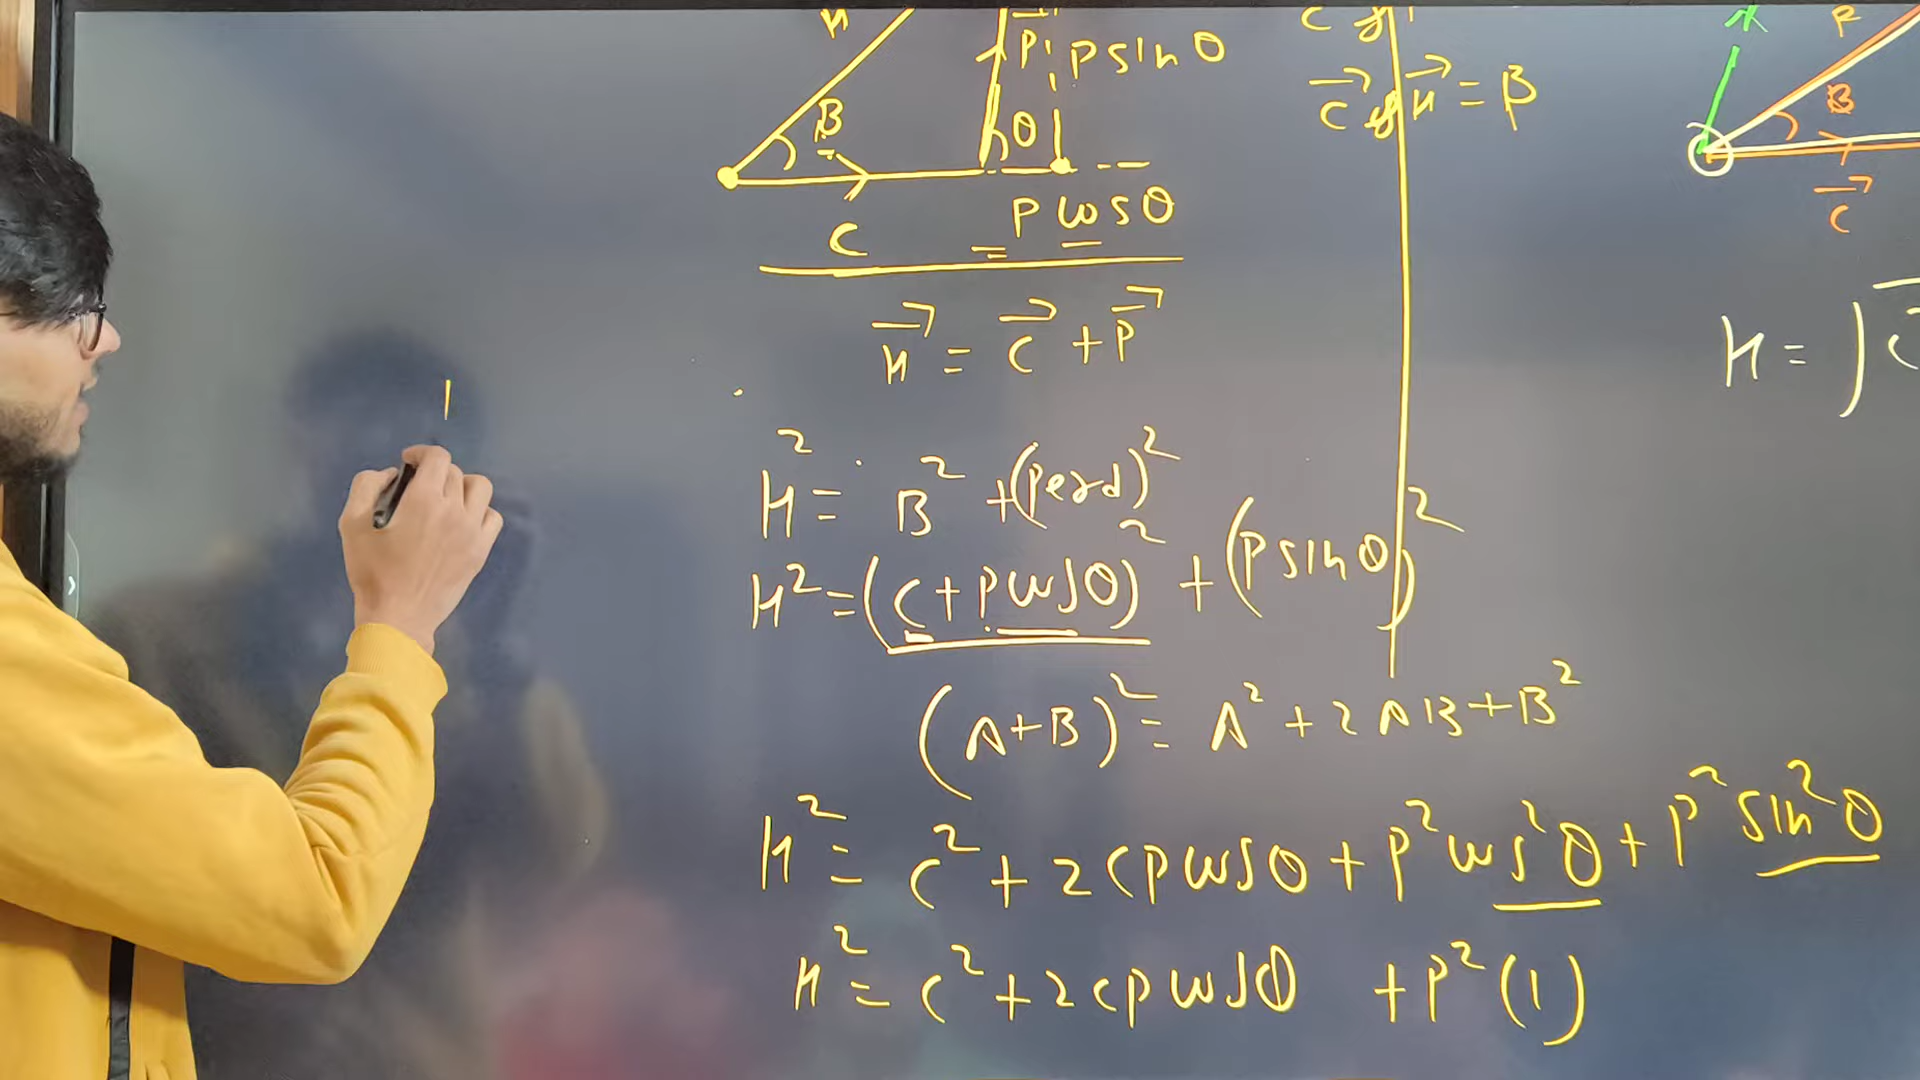 H
P P sinθ
B θ
C = P cosθ
C H = β
R
B
C
H = C + P
H =
H² = B² + (Perd)²
H² = (C + P cosθ)² + (P sinθ)²
(A+B)² = A² + 2AB + B²
H² = C² + 2CP cosθ + P² cos²θ + P² sin²θ
H² = C² + 2CP cosθ + P² (1)